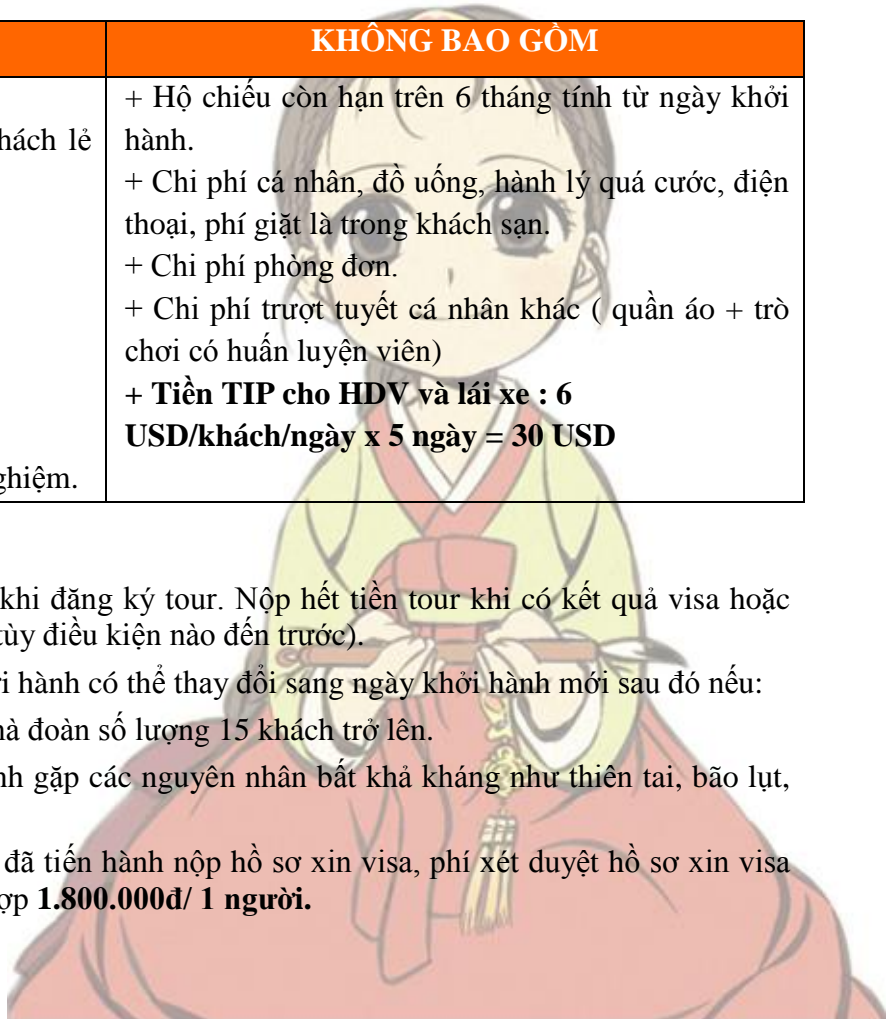 KHÔNG BAO GỒM
+ Hộ chiếu còn hạn trên 6 tháng tính từ ngày khởi
hách lẻ
hành.
+ Chi phí cá nhân, đồ uống, hành lý quá cước, điện
thoại, phí giặt là trong khách sạn.
+ Chi phí phòng đơn.
+ Chi phí trượt tuyết cá nhân khác ( quần áo + trò
chơi có huấn luyện viên)
+ Tiền TIP cho HDV và lái xe : 6
USD/khách/ngày x 5 ngày = 30 USD
ghiệm.
khi đăng ký tour. Nộp hết tiền tour khi có kết quả visa hoặc
tùy điều kiện nào đến trước).
i hành có thể thay đổi sang ngày khởi hành mới sau đó nếu:
à đoàn số lượng 15 khách trở lên.
nh gặp các nguyên nhân bất khả kháng như thiên tai, bão lụt,
đã tiến hành nộp hồ sơ xin visa, phí xét duyệt hồ sơ xin visa
ợp 1.800.000đ/ 1 người.